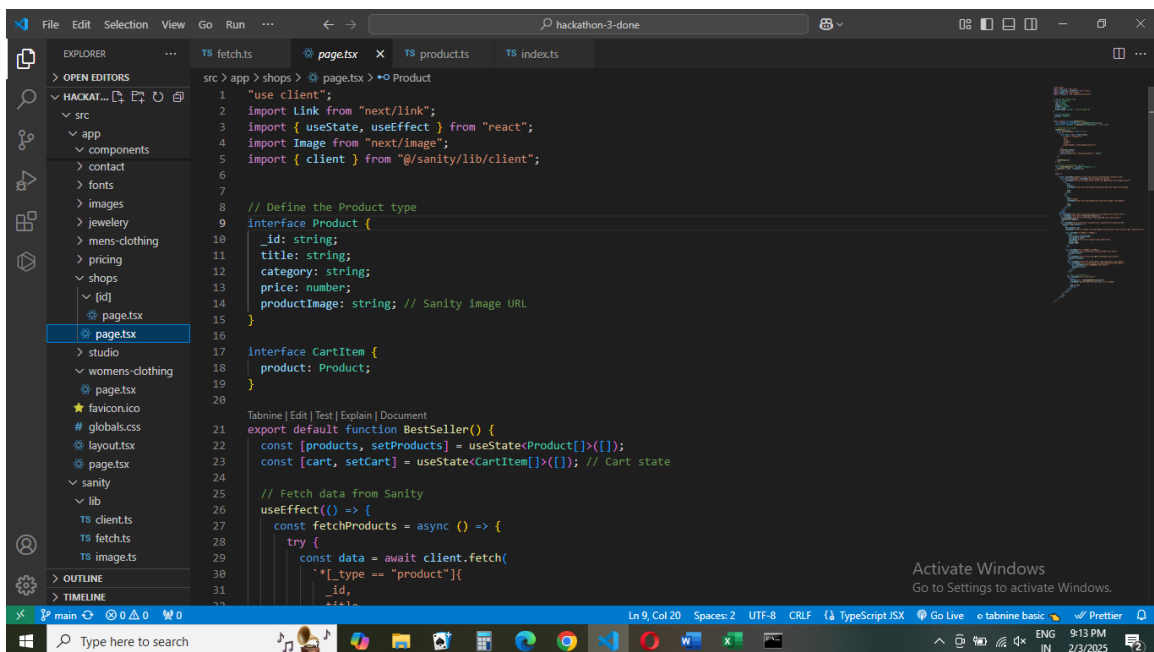 File Edit Selection View Go Run ··· hackathon-3-done
EXPLORER ···
TS fetch.ts page.tsx × TS product.ts TS index.ts
> OPEN EDITORS
HACKAT...
src
app
components
contact
fonts
images
jewelery
mens-clothing
pricing
shops
[id]
page.tsx
page.tsx
studio
womens-clothing
page.tsx
favicon.ico
# globals.css
layout.tsx
page.tsx
sanity
lib
TS client.ts
TS fetch.ts
TS image.ts
> OUTLINE
> TIMELINE
src > app > shops > page.tsx > Product
1 "use client";
2 import Link from "next/link";
3 import { useState, useEffect } from "react";
4 import Image from "next/image";
5 import { client } from "@/sanity/lib/client";
6
7
8 // Define the Product type
9 interface Product {
10 _id: string;
11 title: string;
12 category: string;
13 price: number;
14 productImage: string; // Sanity image URL
15 }
16
17 interface CartItem {
18 product: Product;
19 }
20
Tabnine | Edit | Test | Explain | Document
21 export default function BestSeller() {
22 const [products, setProducts] = useState<Product[]>([]);
23 const [cart, setCart] = useState<CartItem[]>([]); // Cart state
24
25 // Fetch data from Sanity
26 useEffect(() => {
27 const fetchProducts = async () => {
28 try {
29 const data = await client.fetch(
30 `*[_type == "product"]{
31 _id,
Activate Windows
Go to Settings to activate Windows.
main 0 0 0 Ln 9, Col 20 Spaces: 2 UTF-8 CRLF TypeScript JSX Go Live tabnine basic Prettier
Type here to search ENG 9:13 PM
IN 2/3/2025
2